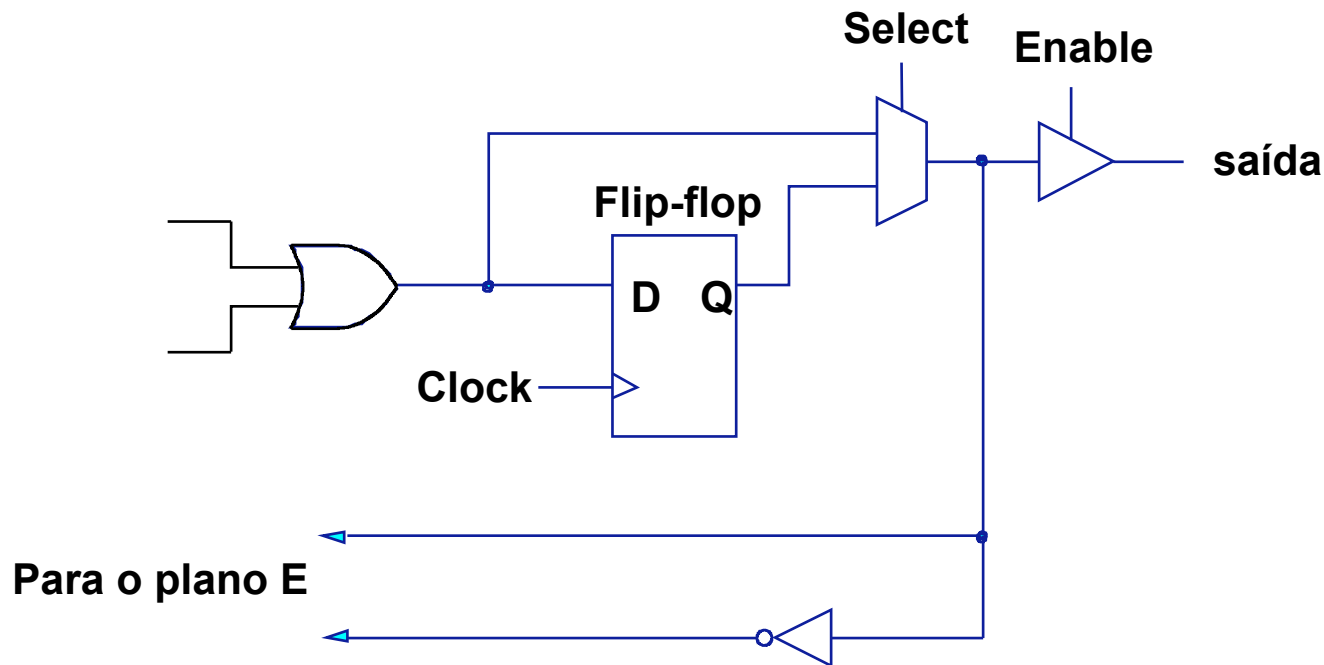 Select
Enable
saída
Flip-flop
D Q
Clock
Para o plano E